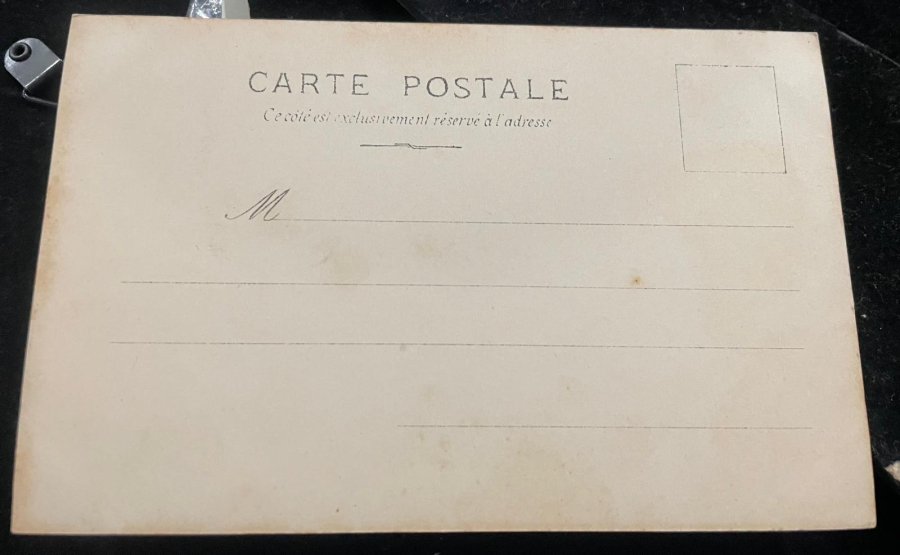 CARTE POSTALE
Ce côté est exclusivement réservé à l'adresse
M